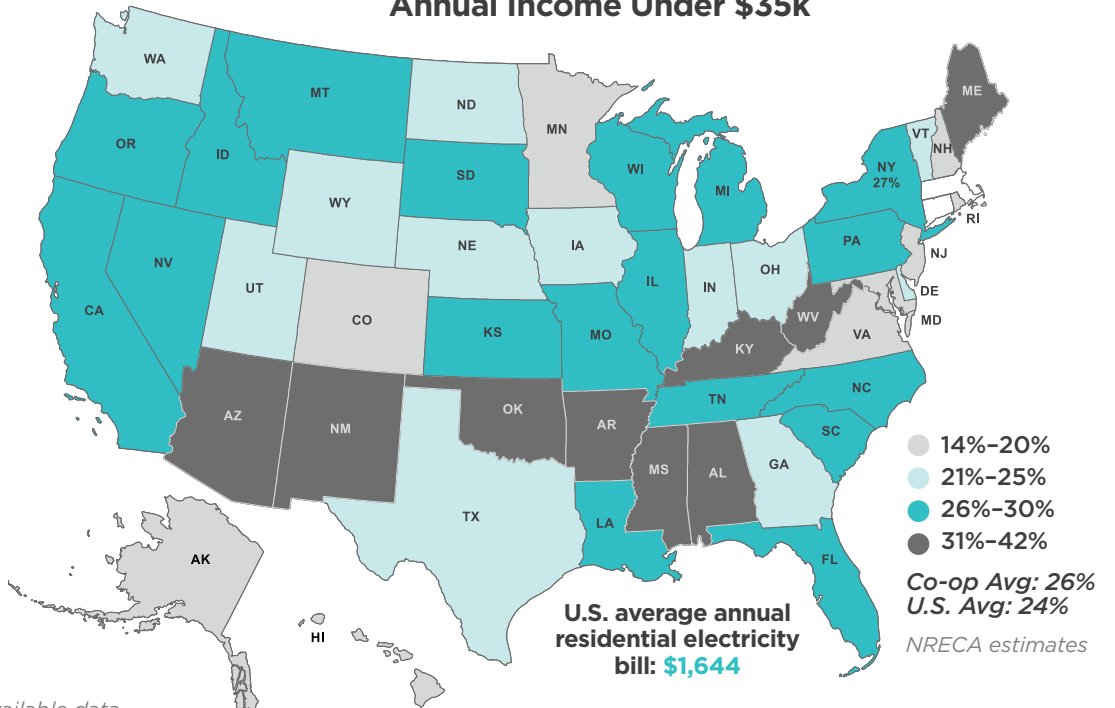 Annual Income Under $35k
WA
MT
ND
MN
ME
OR
ID
SD
WI
MI
VT
NH
NY
27%
WY
RI
NE
IA
PA
NJ
NV
UT
IL
IN
OH
DE
CA
CO
KS
MO
WV
MD
VA
KY
AZ
NM
OK
AR
TN
NC
SC
MS
AL
GA
TX
LA
FL
14%–20%
21%–25%
26%–30%
31%–42%
Co-op Avg: 26%
U.S. Avg: 24%
NRECA estimates
AK
HI
U.S. average annual
residential electricity
bill: $1,644